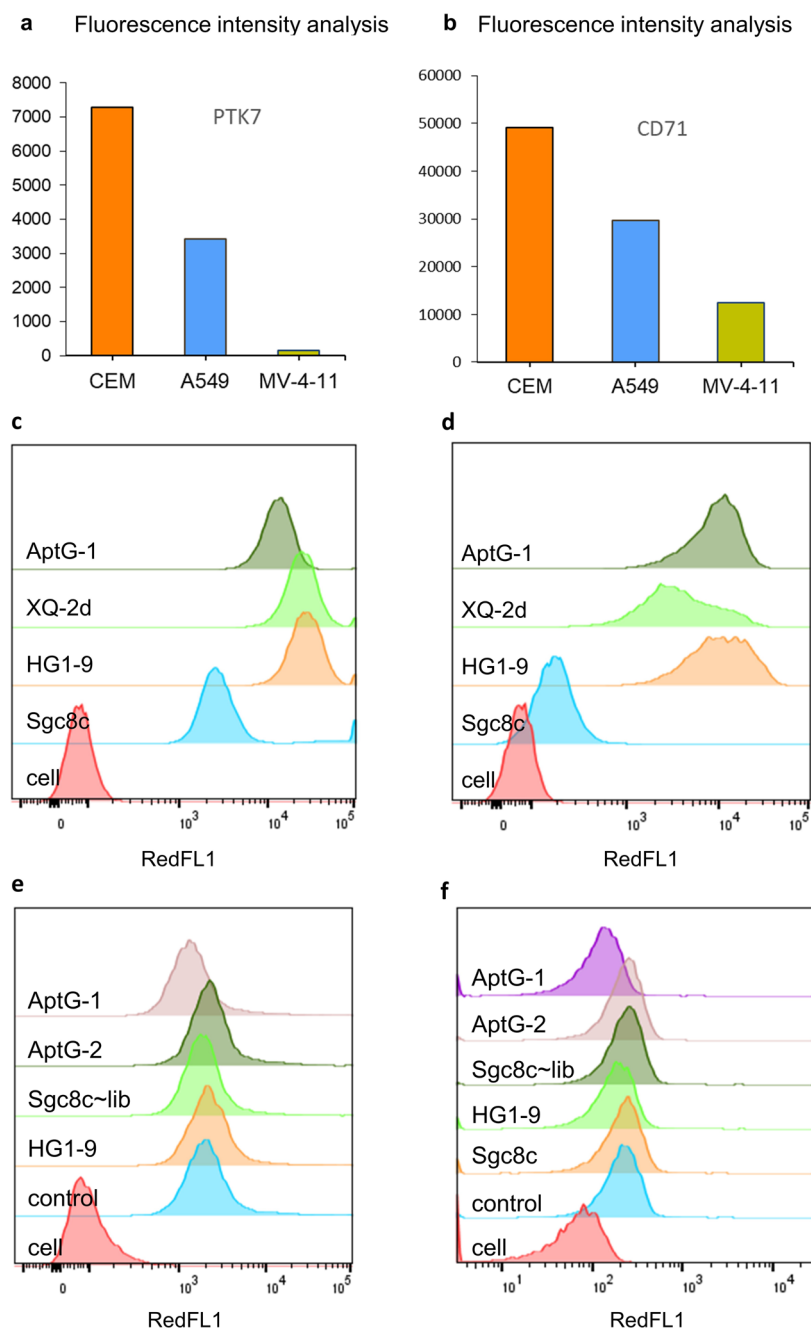 a Fluorescence intensity analysis
8000
7000
6000
5000
4000
3000
2000
1000
0
PTK7
CEM A549 MV-4-11
b Fluorescence intensity analysis
60000
50000
40000
30000
20000
10000
0
CD71
CEM A549 MV-4-11
c
AptG-1
XQ-2d
HG1-9
Sgc8c
cell
0 10³ 10⁴ 10⁵
RedFL1
d
AptG-1
XQ-2d
HG1-9
Sgc8c
cell
0 10³ 10⁴ 10⁵
RedFL1
e
AptG-1
AptG-2
Sgc8c~lib
HG1-9
control
cell
0 10³ 10⁴ 10⁵
RedFL1
f
AptG-1
AptG-2
Sgc8c~lib
HG1-9
Sgc8c
control
cell
10¹ 10² 10³ 10⁴
RedFL1